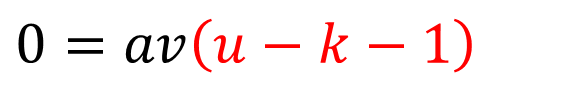 0 = av(u − k − 1)